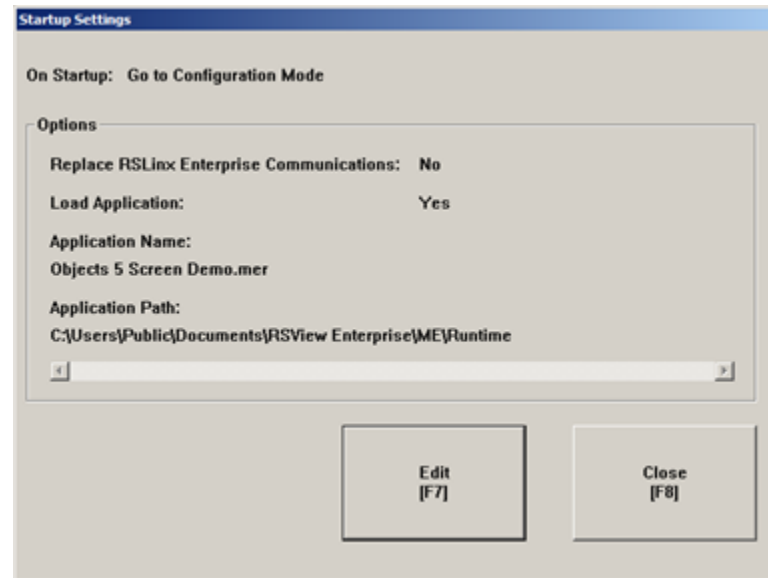 Startup Settings
On Startup: Go to Configuration Mode
Options
Replace RSLinx Enterprise Communications: No
Load Application: Yes
Application Name:
Objects 5 Screen Demo.mer
Application Path:
C:\Users\Public\Documents\RSView Enterprise\ME\Runtime
Edit
[F7]
Close
[F8]